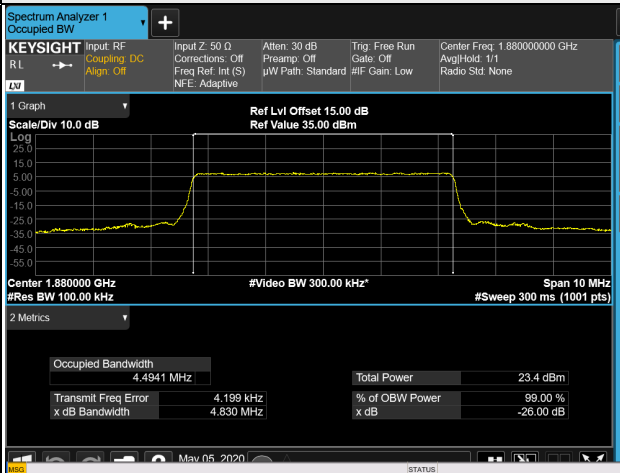 Spectrum Analyzer 1
Occupied BW
KEYSIGHT Input: RF Input Z: 50 Ω Atten: 30 dB Trig: Free Run Center Freq: 1.880000000 GHz
R L Coupling: DC Corrections: Off Preamp: Off Gate: Off Avg|Hold: 1/1
Align: Off Freq Ref: Int (S) µW Path: Standard #IF Gain: Low Radio Std: None
LXI NFE: Adaptive
1 Graph
Ref Lvl Offset 15.00 dB
Scale/Div 10.0 dB Ref Value 35.00 dBm
Log
25.0
15.0
5.00
-5.00
-15.0
-25.0
-35.0
-45.0
-55.0
Center 1.880000 GHz #Video BW 300.00 kHz* Span 10 MHz
#Res BW 100.00 kHz #Sweep 300 ms (1001 pts)
2 Metrics
Occupied Bandwidth
4.4941 MHz Total Power 23.4 dBm
Transmit Freq Error 4.199 kHz % of OBW Power 99.00 %
x dB Bandwidth 4.830 MHz x dB -26.00 dB
May 05, 2020
MSG STATUS